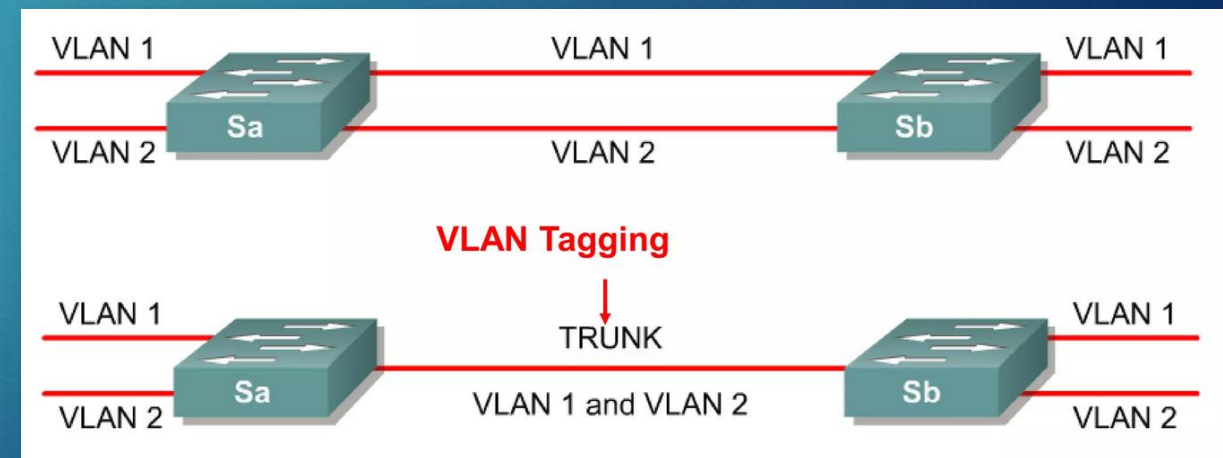 VLAN 1 VLAN 1 VLAN 1
Sa Sb
VLAN 2 VLAN 2 VLAN 2
VLAN Tagging
VLAN 1 VLAN 1
TRUNK
Sa Sb
VLAN 1 and VLAN 2
VLAN 2 VLAN 2